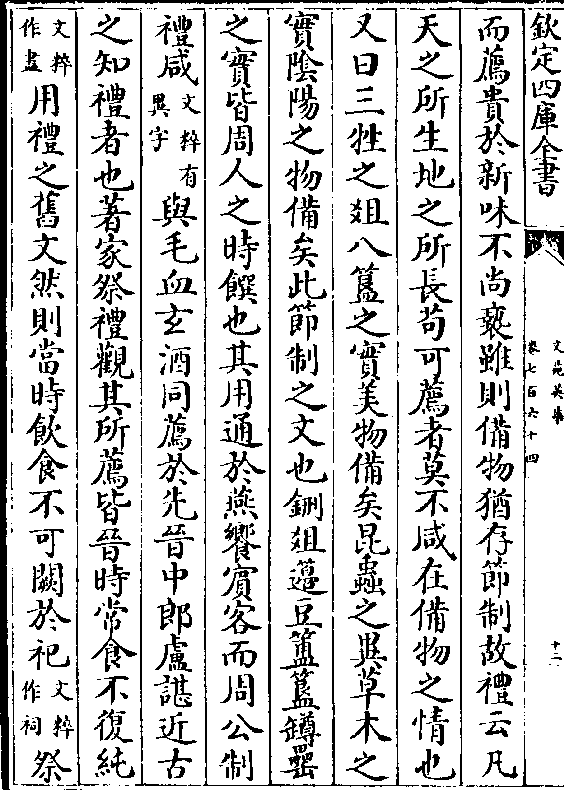 欽定四庫全書
文苑英華
卷七百六十四
十二
而薦貴於新味不尚褻雖則備物猶存節制故禮云凡
天之所生地之所長苟可薦者莫不咸在備物之情也
又曰三牲之俎八簋之實美物備矣昆蟲之異草木之
實陰陽之物備矣此節制之文也鉶俎籩豆簠簋鐏罍
之實皆周人之時饌也其用通於燕饗賓客而周公制
禮咸文粹有異字與毛血玄酒同薦於先晉中郎盧諶近古
之知禮者也著家祭禮觀其所薦皆晉時常食不復純
文粹作盡用禮之舊文然則當時飲食不可闕於祀文粹作祠祭